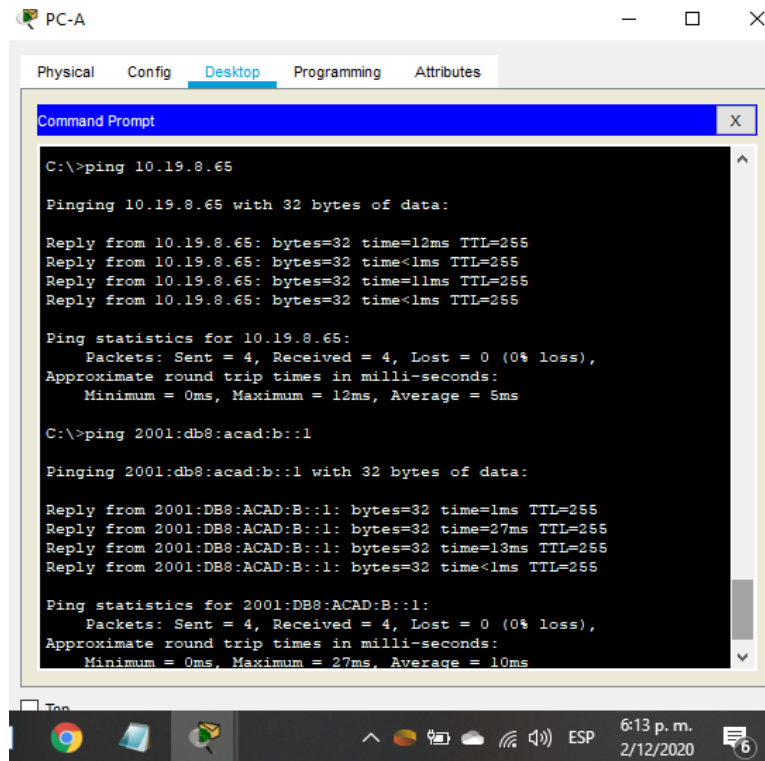 PC-A
Physical Config Desktop Programming Attributes
Command Prompt X
C:\>ping 10.19.8.65
Pinging 10.19.8.65 with 32 bytes of data:
Reply from 10.19.8.65: bytes=32 time=12ms TTL=255
Reply from 10.19.8.65: bytes=32 time<1ms TTL=255
Reply from 10.19.8.65: bytes=32 time=11ms TTL=255
Reply from 10.19.8.65: bytes=32 time<1ms TTL=255
Ping statistics for 10.19.8.65:
Packets: Sent = 4, Received = 4, Lost = 0 (0% loss),
Approximate round trip times in milli-seconds:
Minimum = 0ms, Maximum = 12ms, Average = 5ms
C:\>ping 2001:db8:acad:b::1
Pinging 2001:db8:acad:b::1 with 32 bytes of data:
Reply from 2001:DB8:ACAD:B::1: bytes=32 time=1ms TTL=255
Reply from 2001:DB8:ACAD:B::1: bytes=32 time=27ms TTL=255
Reply from 2001:DB8:ACAD:B::1: bytes=32 time=13ms TTL=255
Reply from 2001:DB8:ACAD:B::1: bytes=32 time<1ms TTL=255
Ping statistics for 2001:DB8:ACAD:B::1:
Packets: Sent = 4, Received = 4, Lost = 0 (0% loss),
Approximate round trip times in milli-seconds:
Minimum = 0ms, Maximum = 27ms, Average = 10ms
Top
ESP
6:13 p. m.
2/12/2020
6